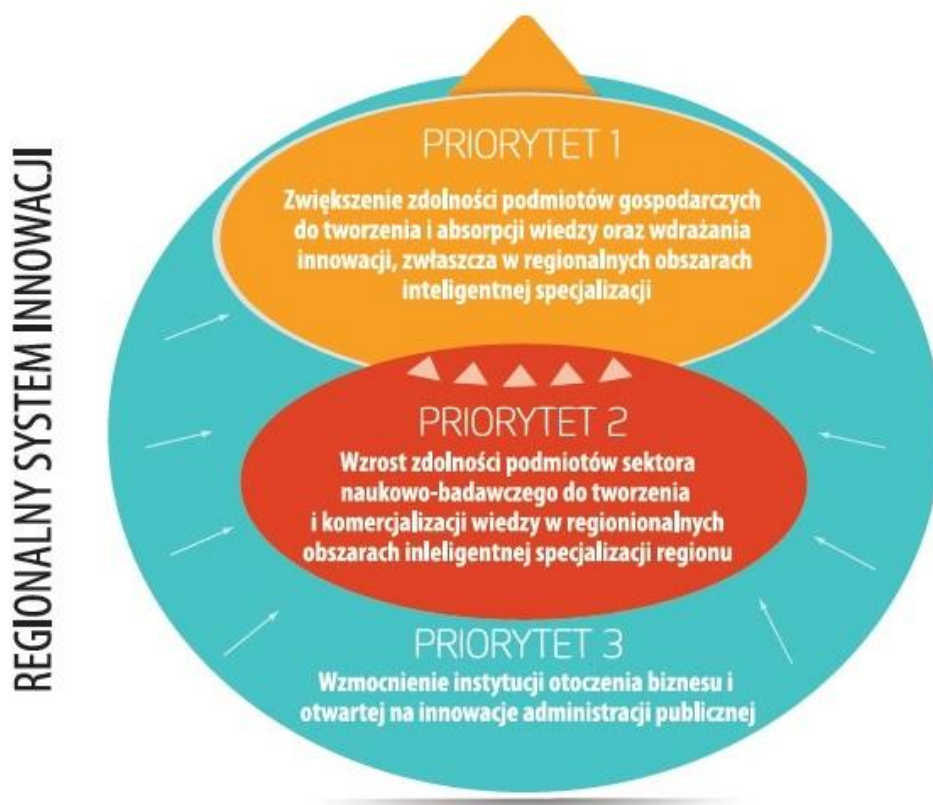 REGIONALNY SYSTEM INNOWACJI
PRIORYTET 1
Zwiększenie zdolności podmiotów gospodarczych
do tworzenia i absorpcji wiedzy oraz wdrażania
innowacji, zwłaszcza w regionalnych obszarach
inteligentnej specjalizacji
PRIORYTET 2
Wzrost zdolności podmiotów sektora
naukowo-badawczego do tworzenia
i komercjalizacji wiedzy w regionionalnych
obszarach inleligentnej specjalizacji regionu
PRIORYTET 3
Wzmocnienie instytucji otoczenia biznesu i
otwartej na innowacje administracji publicznej